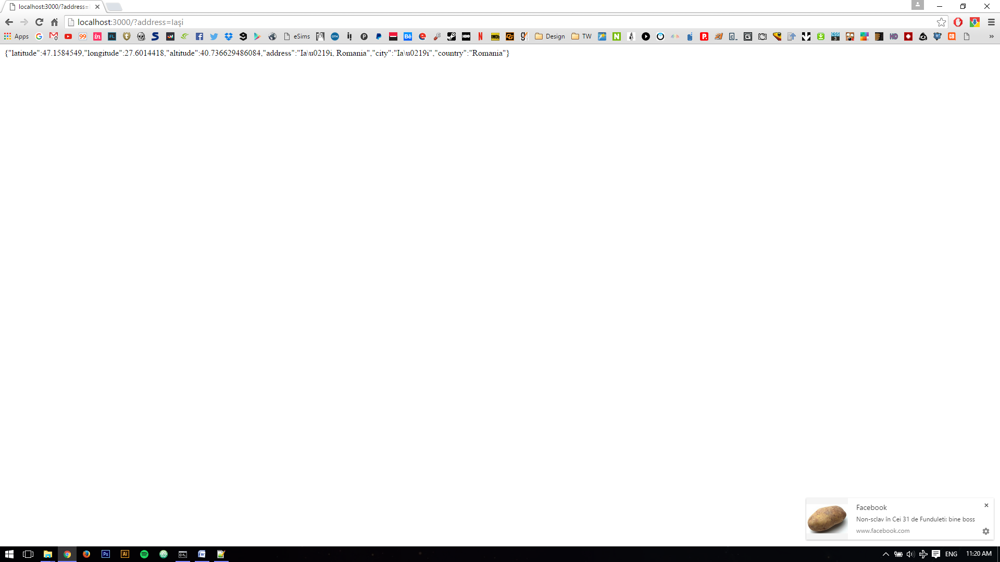 localhost:3000/?address=
localhost:3000/?address=Iaşi
Apps
eSims
Design
TW
{"latitude":47.1584549,"longitude":27.6014418,"altitude":40.736629486084,"address":"Ia\u0219i, Romania","city":"Ia\u0219i","country":"Romania"}
Facebook
Non-sclav în Cei 31 de Funduleti: bine boss
www.facebook.com
ENG
11:20 AM